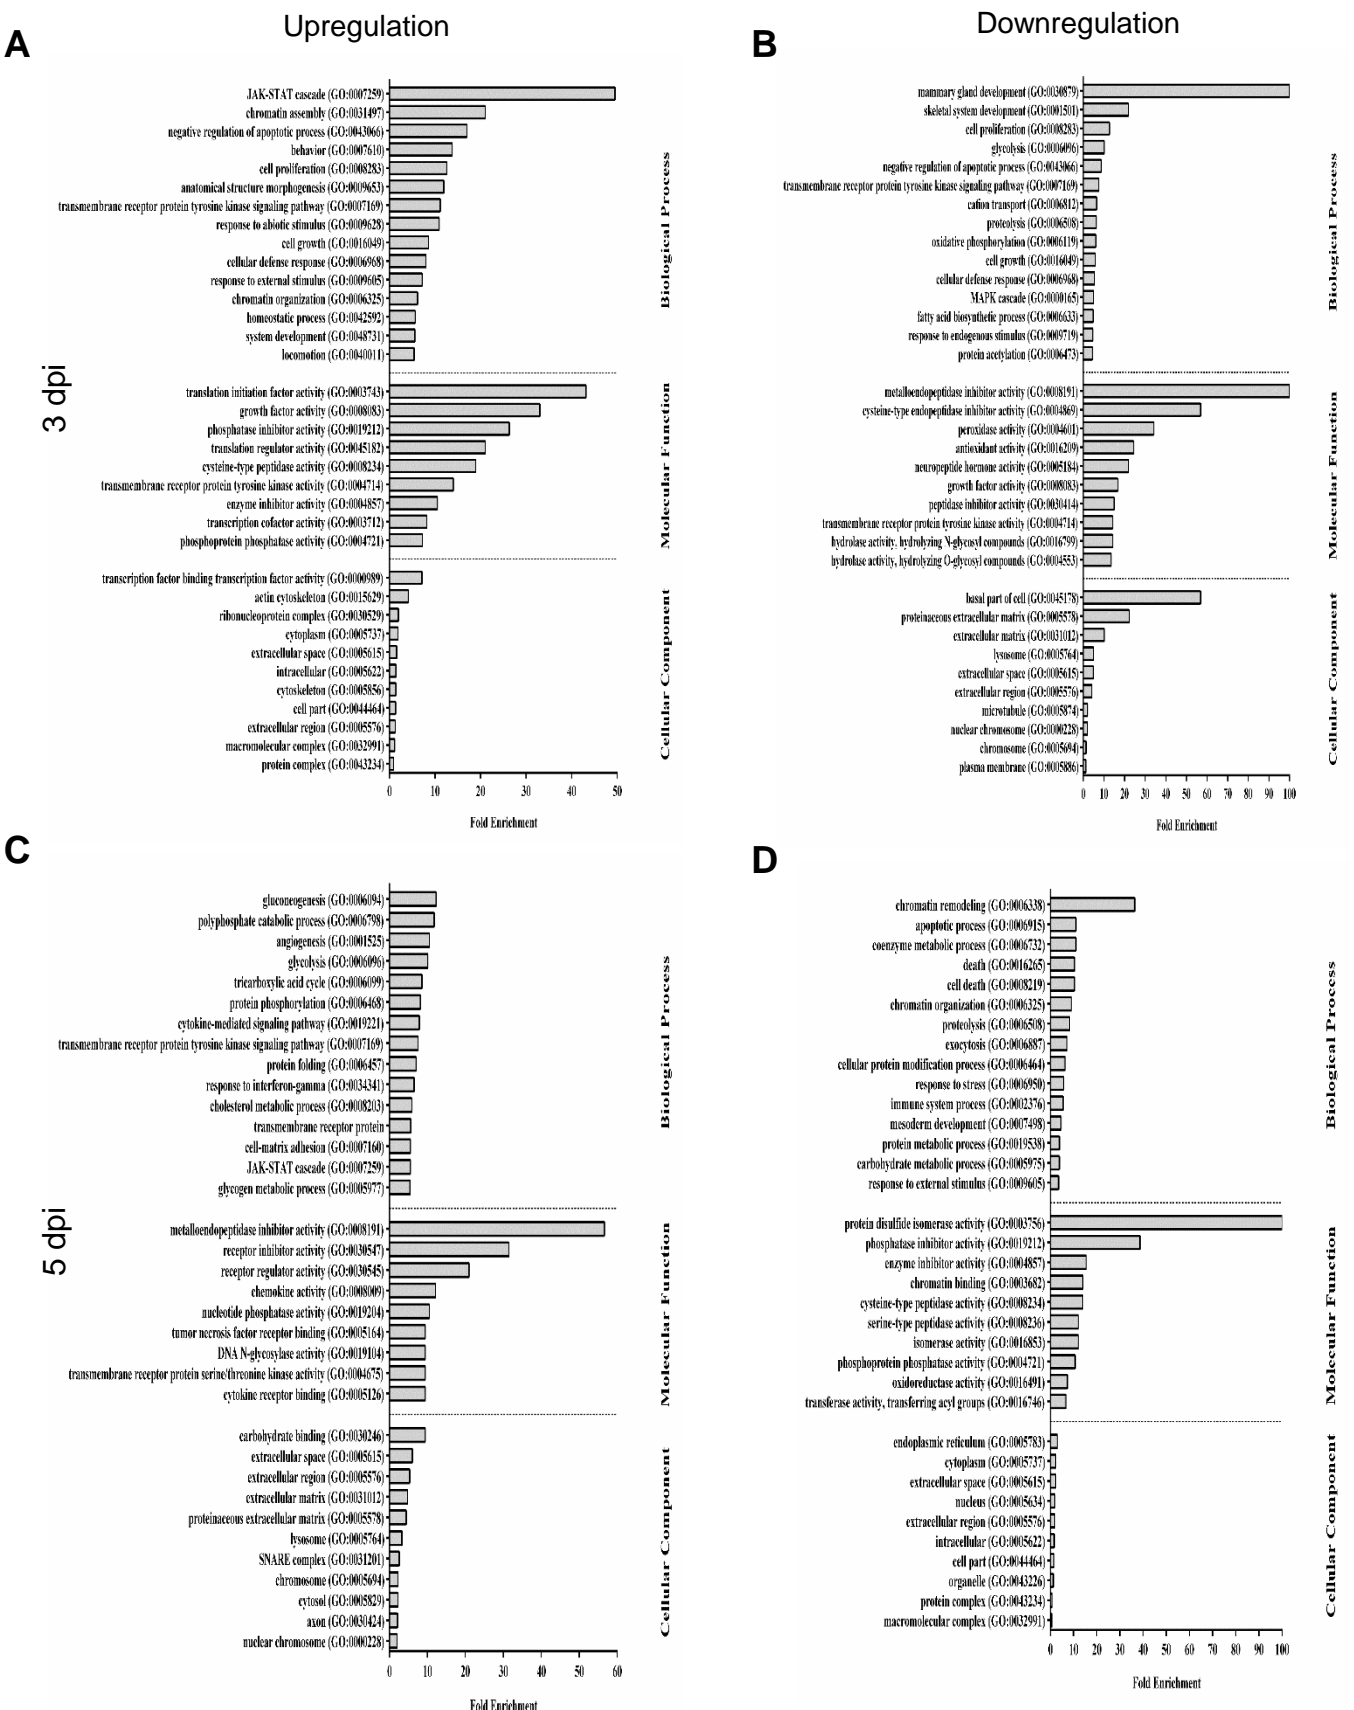 Upregulation
Downregulation
A
JAK-STAT cascade (GO:0007259)
chromatin assembly (GO:0031497)
negative regulation of apoptotic process (GO:0043066)
behavior (GO:0007610)
cell proliferation (GO:0008283)
anatomical structure morphogenesis (GO:0009653)
transmembrane receptor protein tyrosine kinase signaling pathway (GO:0007169)
response to abiotic stimulus (GO:0009628)
cell growth (GO:0016049)
cellular defense response (GO:0006968)
response to external stimulus (GO:0009605)
chromatin organization (GO:0006325)
homeostatic process (GO:0042592)
system development (GO:0048731)
locomotion (GO:0040011)
Biological Process
3 dpi
translation initiation factor activity (GO:0003743)
growth factor activity (GO:0008083)
phosphatase inhibitor activity (GO:0019212)
translation regulator activity (GO:0045182)
cysteine-type peptidase activity (GO:0008234)
transmembrane receptor protein tyrosine kinase activity (GO:0004714)
enzyme inhibitor activity (GO:0004857)
transcription cofactor activity (GO:0003712)
phosphoprotein phosphatase activity (GO:0004721)
Molecular Function
transcription factor binding transcription factor activity (GO:0000989)
actin cytoskeleton (GO:0015629)
ribonucleoprotein complex (GO:0030529)
cytoplasm (GO:0005737)
extracellular space (GO:0005615)
intracellular (GO:0005622)
cytoskeleton (GO:0005856)
cell part (GO:0044464)
extracellular region (GO:0005576)
macromolecular complex (GO:0032991)
protein complex (GO:0043234)
Cellular Component
0 10 20 30 40 50
Fold Enrichment
B
mammary gland development (GO:0030879)
skeletal system development (GO:0001501)
cell proliferation (GO:0008283)
glycolysis (GO:0006096)
negative regulation of apoptotic process (GO:0043066)
transmembrane receptor protein tyrosine kinase signaling pathway (GO:0007169)
cation transport (GO:0006812)
proteolysis (GO:0006508)
oxidative phosphorylation (GO:0006119)
cell growth (GO:0016049)
cellular defense response (GO:0006968)
MAPK cascade (GO:0000165)
fatty acid biosynthetic process (GO:0006633)
response to endogenous stimulus (GO:0009719)
protein acetylation (GO:0006473)
Biological Process
metalloendopeptidase inhibitor activity (GO:0008191)
cysteine-type endopeptidase inhibitor activity (GO:0004869)
peroxidase activity (GO:0004601)
antioxidant activity (GO:0016209)
neuropeptide hormone activity (GO:0005184)
growth factor activity (GO:0008083)
peptidase inhibitor activity (GO:0030414)
transmembrane receptor protein tyrosine kinase activity (GO:0004714)
hydrolase activity, hydrolyzing N-glycosyl compounds (GO:0016799)
hydrolase activity, hydrolyzing O-glycosyl compounds (GO:0004553)
Molecular Function
basal part of cell (GO:0045178)
proteinaceous extracellular matrix (GO:0005578)
extracellular matrix (GO:0031012)
lysosome (GO:0005764)
extracellular space (GO:0005615)
extracellular region (GO:0005576)
microtubule (GO:0005874)
nuclear chromosome (GO:0000228)
chromosome (GO:0005694)
plasma membrane (GO:0005886)
Cellular Component
0 10 20 30 40 50 60 70 80 90 100
Fold Enrichment
C
gluconeogenesis (GO:0006094)
polyphosphate catabolic process (GO:0006798)
angiogenesis (GO:0001525)
glycolysis (GO:0006096)
tricarboxylic acid cycle (GO:0006099)
protein phosphorylation (GO:0006468)
cytokine-mediated signaling pathway (GO:0019221)
transmembrane receptor protein tyrosine kinase signaling pathway (GO:0007169)
protein folding (GO:0006457)
response to interferon-gamma (GO:0034341)
cholesterol metabolic process (GO:0008203)
transmembrane receptor protein
cell-matrix adhesion (GO:0007160)
JAK-STAT cascade (GO:0007259)
glycogen metabolic process (GO:0005977)
Biological Process
5 dpi
metalloendopeptidase inhibitor activity (GO:0008191)
receptor inhibitor activity (GO:0030547)
receptor regulator activity (GO:0030545)
chemokine activity (GO:0008009)
nucleotide phosphatase activity (GO:0019204)
tumor necrosis factor receptor binding (GO:0005164)
DNA N-glycosylase activity (GO:0019104)
transmembrane receptor protein serine/threonine kinase activity (GO:0004675)
cytokine receptor binding (GO:0005126)
Molecular Function
carbohydrate binding (GO:0030246)
extracellular space (GO:0005615)
extracellular region (GO:0005576)
extracellular matrix (GO:0031012)
proteinaceous extracellular matrix (GO:0005578)
lysosome (GO:0005764)
SNARE complex (GO:0031201)
chromosome (GO:0005694)
cytosol (GO:0005829)
axon (GO:0030424)
nuclear chromosome (GO:0000228)
Cellular Component
0 10 20 30 40 50 60
Fold Enrichment
D
chromatin remodeling (GO:0006338)
apoptotic process (GO:0006915)
coenzyme metabolic process (GO:0006732)
death (GO:0016265)
cell death (GO:0008219)
chromatin organization (GO:0006325)
proteolysis (GO:0006508)
exocytosis (GO:0006887)
cellular protein modification process (GO:0006464)
response to stress (GO:0006950)
immune system process (GO:0002376)
mesoderm development (GO:0007498)
protein metabolic process (GO:0019538)
carbohydrate metabolic process (GO:0005975)
response to external stimulus (GO:0009605)
Biological Process
protein disulfide isomerase activity (GO:0003756)
phosphatase inhibitor activity (GO:0019212)
enzyme inhibitor activity (GO:0004857)
chromatin binding (GO:0003682)
cysteine-type peptidase activity (GO:0008234)
serine-type peptidase activity (GO:0008236)
isomerase activity (GO:0016853)
phosphoprotein phosphatase activity (GO:0004721)
oxidoreductase activity (GO:0016491)
transferase activity, transferring acyl groups (GO:0016746)
Molecular Function
endoplasmic reticulum (GO:0005783)
cytoplasm (GO:0005737)
extracellular space (GO:0005615)
nucleus (GO:0005634)
extracellular region (GO:0005576)
intracellular (GO:0005622)
cell part (GO:0044464)
organelle (GO:0043226)
protein complex (GO:0043234)
macromolecular complex (GO:0032991)
Cellular Component
0 10 20 30 40 50 60 70 80 90 100
Fold Enrichment